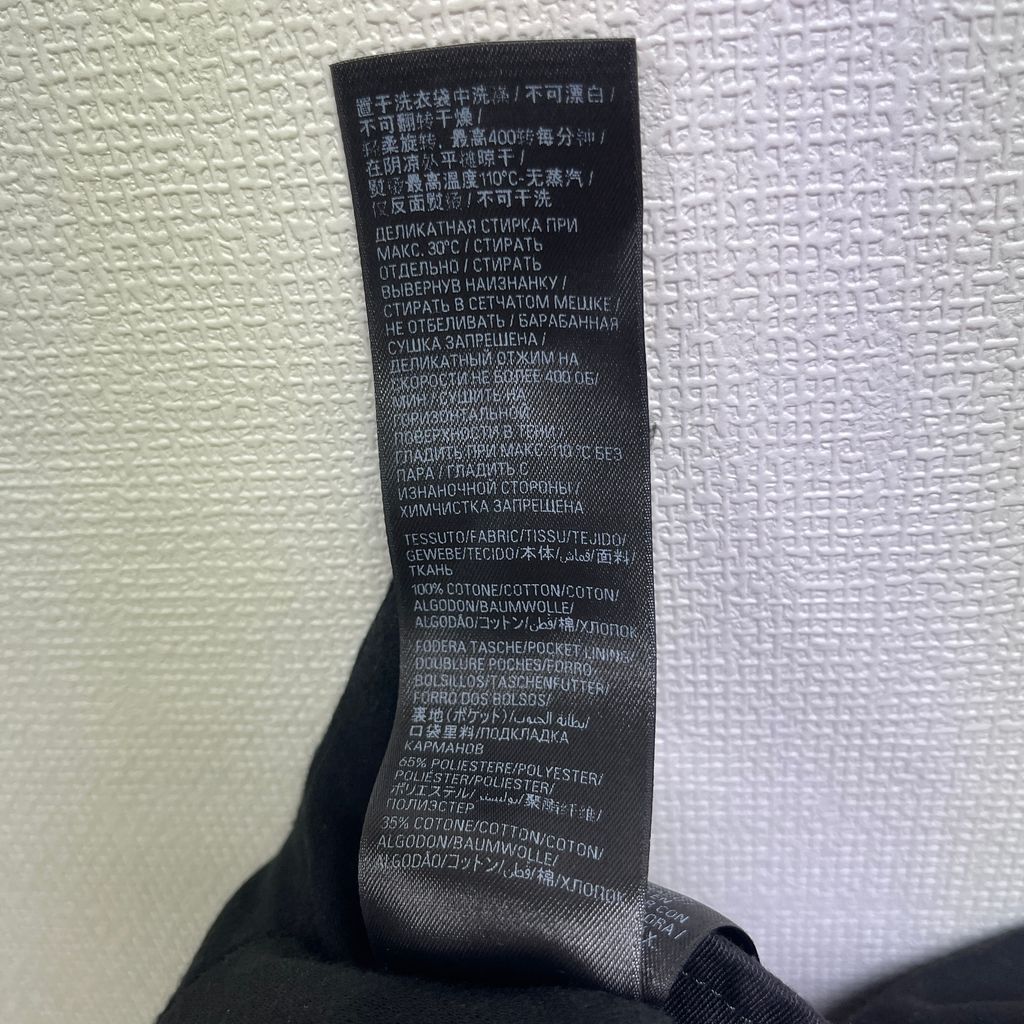 置于洗衣袋中洗涤 / 不可漂白 /
不可翻转干燥 /
轻柔旋转, 最高400转每分钟 /
在阴凉处平摊晾干 /
熨烫最高温度110°C-无蒸汽 /
仅反面熨烫 / 不可干洗
ДЕЛИКАТНАЯ СТИРКА ПРИ
МАКС. 30°C / СТИРАТЬ
ОТДЕЛЬНО / СТИРАТЬ
ВЫВЕРНУВ НАИЗНАНКУ /
СТИРАТЬ В СЕТЧАТОМ МЕШКЕ /
НЕ ОТБЕЛИВАТЬ / БАРАБАННАЯ
СУШКА ЗАПРЕЩЕНА /
ДЕЛИКАТНЫЙ ОТЖИМ НА
СКОРОСТИ НЕ БОЛЕЕ 400 ОБ/
МИН / СУШИТЬ НА
ГОРИЗОНТАЛЬНОЙ
ПОВЕРХНОСТИ В ТЕНИ
ГЛАДИТЬ ПРИ МАКС. 110 °C БЕЗ
ПАРА / ГЛАДИТЬ С
ИЗНАНОЧНОЙ СТОРОНЫ /
ХИМЧИСТКА ЗАПРЕЩЕНА
TESSUTO/FABRIC/TISSU/TEJIDO/
GEWEBE/TECIDO/本体/قماش/面料/
ТКАНЬ
100% COTONE/COTTON/COTON/
ALGODON/BAUMWOLLE/
ALGODÃO/コットン/قطن/棉/ХЛОПОК
FODERA TASCHE/POCKET LINING/
DOUBLURE POCHES/FORRO
BOLSILLOS/TASCHENFUTTER/
FORRO DOS BOLSOS/
裏地(ポケット)/بطانة الجيوب/
口袋里料/ПОДКЛАДКА
КАРМАНОВ
65% POLIESTERE/POLYESTER/
POLIÉSTER/POLIESTER/
ポリエステル/بوليستر/聚酯纤维/
ПОЛИЭСТЕР
35% COTONE/COTTON/COTON/
ALGODON/BAUMWOLLE/
ALGODÃO/コットン/قطن/棉/ХЛОПОК
CON